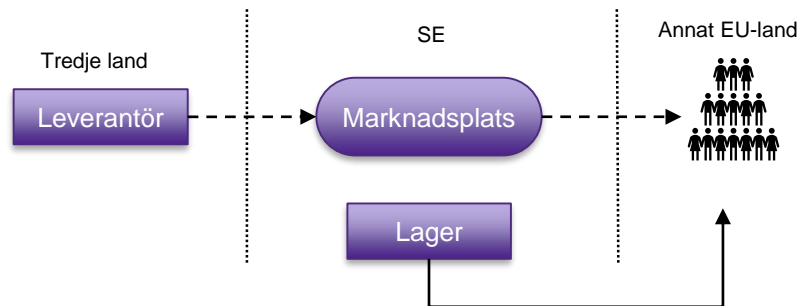 Tredje land
SE
Annat EU-land
Leverantör
Marknadsplats
Lager